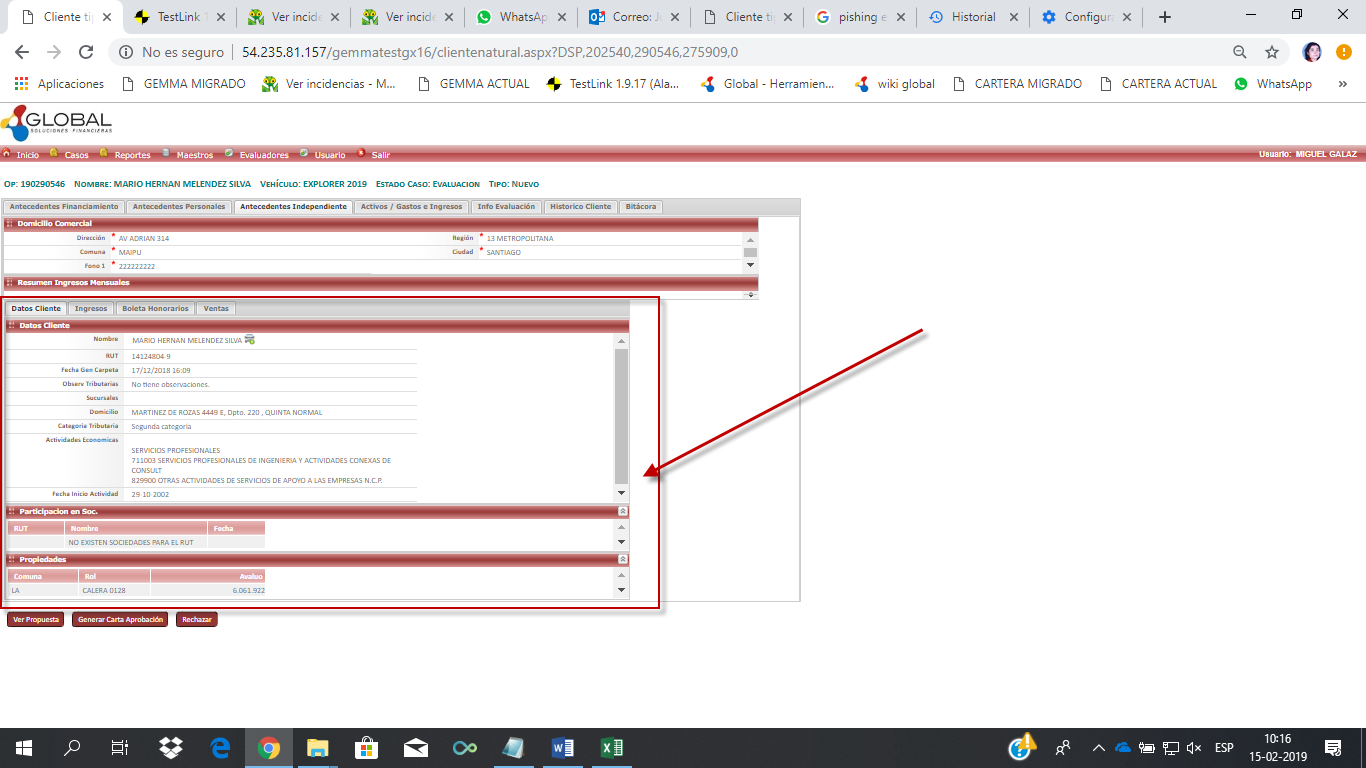 Cliente ti
TestLink 1
Ver incide
Ver incide
WhatsAp
Correo: Ji
Cliente tip
pishing e
Historial
Configura
No es seguro | 54.235.81.157/gemmatestgx16/clientenatural.aspx?DSP,202540,290546,275909,0
Aplicaciones GEMMA MIGRADO Ver incidencias - M... GEMMA ACTUAL TestLink 1.9.17 (Ala... Global - Herramien... wiki global CARTERA MIGRADO CARTERA ACTUAL WhatsApp »
GLOBAL
SOLUCIONES FINANCIERAS
Inicio Casos Reportes Maestros Evaluadores Usuario Salir Usuario: MIGUEL GALAZ
OP: 190290546 NOMBRE: MARIO HERNAN MELENDEZ SILVA VEHÍCULO: EXPLORER 2019 ESTADO CASO: EVALUACION TIPO: NUEVO
Antecedentes Financiamiento Antecedentes Personales Antecedentes Independiente Activos / Gastos e Ingresos Info Evaluación Historico Cliente Bitácora
Domicilio Comercial
Dirección * AV ADRIAN 314 Región * 13 METROPOLITANA
Comuna * MAIPU Ciudad * SANTIAGO
Fono 1 * 222222222
Resumen Ingresos Mensuales
Datos Cliente Ingresos Boleta Honorarios Ventas
Datos Cliente
Nombre MARIO HERNAN MELENDEZ SILVA
RUT 14124804-9
Fecha Gen Carpeta 17/12/2018 16:09
Observ Tributarias No tiene observaciones.
Sucursales
Domicilio MARTINEZ DE ROZAS 4449 E, Dpto. 220 , QUINTA NORMAL
Categoria Tributaria Segunda categoria
Actividades Economicas
SERVICIOS PROFESIONALES
711003 SERVICIOS PROFESIONALES DE INGENIERIA Y ACTIVIDADES CONEXAS DE
CONSULT
829900 OTRAS ACTIVIDADES DE SERVICIOS DE APOYO A LAS EMPRESAS N.C.P.
Fecha Inicio Actividad 29-10-2002
Participacion en Soc.
RUT Nombre Fecha
NO EXISTEN SOCIEDADES PARA EL RUT
Propiedades
Comuna Rol Avaluo
LA CALERA 0128 6.061.922
Ver Propuesta Generar Carta Aprobación Rechazar
ESP
10:16
15-02-2019